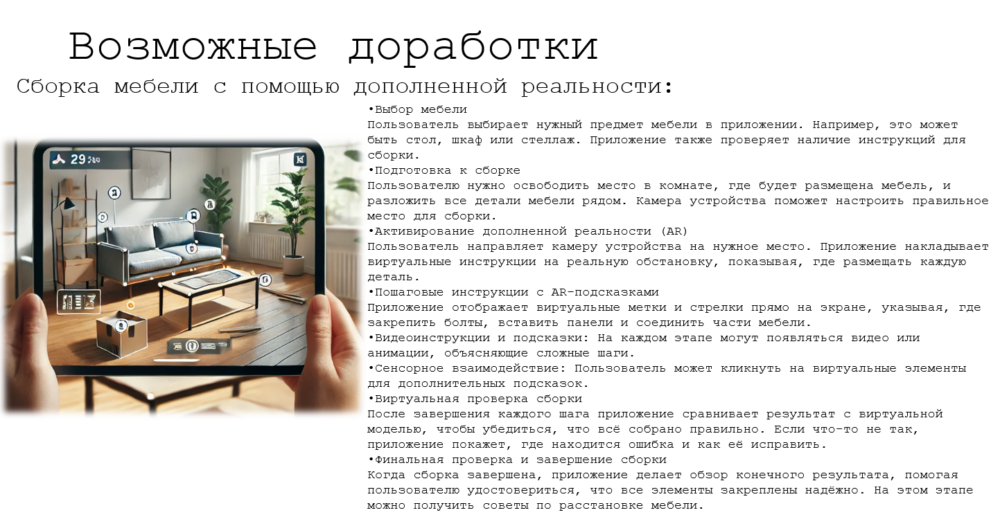 Возможные доработки
Сборка мебели с помощью дополненной реальности:
•Выбор мебели
Пользователь выбирает нужный предмет мебели в приложении. Например, это может
быть стол, шкаф или стеллаж. Приложение также проверяет наличие инструкций для
сборки.
•Подготовка к сборке
Пользователю нужно освободить место в комнате, где будет размещена мебель, и
разложить все детали мебели рядом. Камера устройства поможет настроить правильное
место для сборки.
•Активирование дополненной реальности (AR)
Пользователь направляет камеру устройства на нужное место. Приложение накладывает
виртуальные инструкции на реальную обстановку, показывая, где размещать каждую
деталь.
•Пошаговые инструкции с AR-подсказками
Приложение отображает виртуальные метки и стрелки прямо на экране, указывая, где
закрепить болты, вставить панели и соединить части мебели.
•Видеоинструкции и подсказки: На каждом этапе могут появляться видео или
анимации, объясняющие сложные шаги.
•Сенсорное взаимодействие: Пользователь может кликнуть на виртуальные элементы
для дополнительных подсказок.
•Виртуальная проверка сборки
После завершения каждого шага приложение сравнивает результат с виртуальной
моделью, чтобы убедиться, что всё собрано правильно. Если что-то не так,
приложение покажет, где находится ошибка и как её исправить.
•Финальная проверка и завершение сборки
Когда сборка завершена, приложение делает обзор конечного результата, помогая
пользователю удостовериться, что все элементы закреплены надёжно. На этом этапе
можно получить советы по расстановке мебели.
29